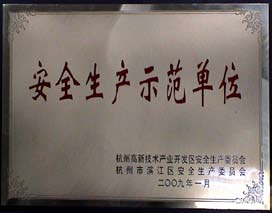 安全生产示范单位
杭州高新技术产业开发区安全生产委员会
杭州市滨江区安全生产委员会
二〇〇九年一月